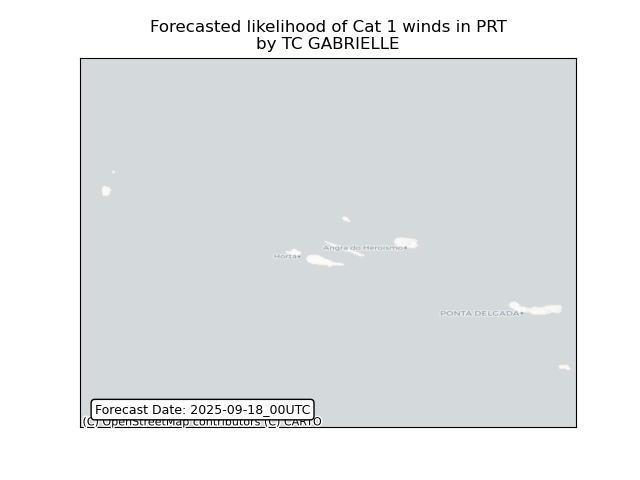 Forecasted likelihood of Cat 1 winds in PRT
by TC GABRIELLE
Angra do Heroísmo
Horta
PONTA DELGADA
Forecast Date: 2025-09-18_00UTC
(C) OpenStreetMap contributors (C) CARTO